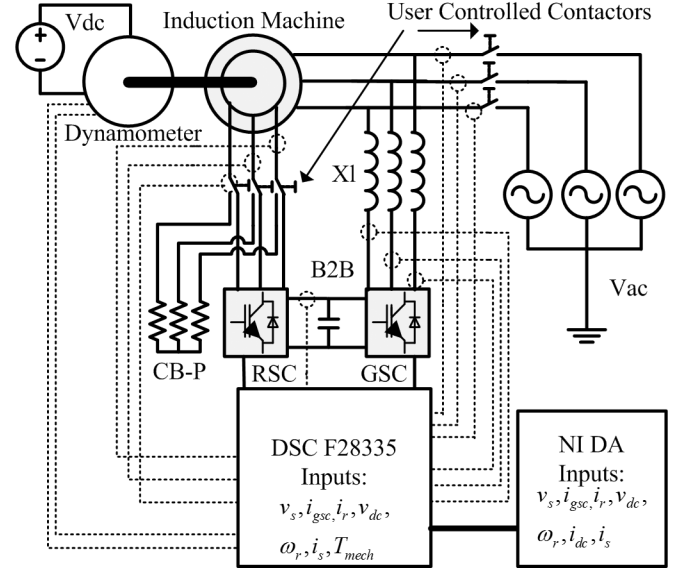 User Controlled Contactors
Induction Machine
Vdc
Dynamometer
Xl
B2B
Vac
CB-P
RSC
GSC
DSC F28335
Inputs:
v_s, i_gsc, i_r, v_dc,
ω_r, i_s, T_mech
NI DA
Inputs:
v_s, i_gsc, i_r, v_dc,
ω_r, i_dc, i_s